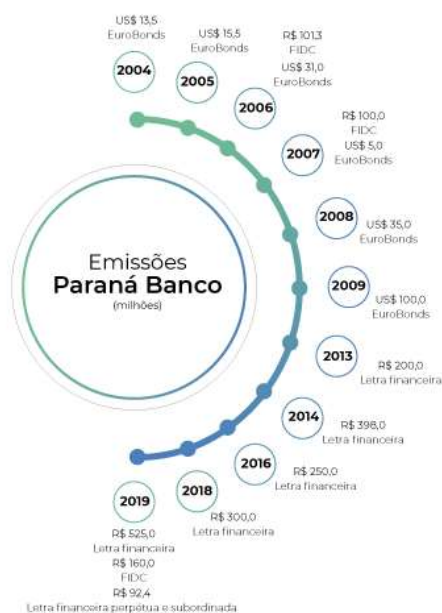 US$ 13,5
EuroBonds
2004
US$ 15,5
EuroBonds
2005
R$ 101,3
FIDC
US$ 31,0
EuroBonds
2006
R$ 100,0
FIDC
US$ 5,0
EuroBonds
2007
2008
US$ 35,0
EuroBonds
Emissões
Paraná Banco
(milhões)
2009
US$ 100,0
EuroBonds
2013
R$ 200,0
Letra financeira
2014
R$ 398,0
Letra financeira
2016
R$ 250,0
Letra financeira
2018
R$ 300,0
Letra financeira
2019
R$ 525,0
Letra financeira
R$ 160,0
FIDC
R$ 92,4
Letra financeira perpétua e subordinada